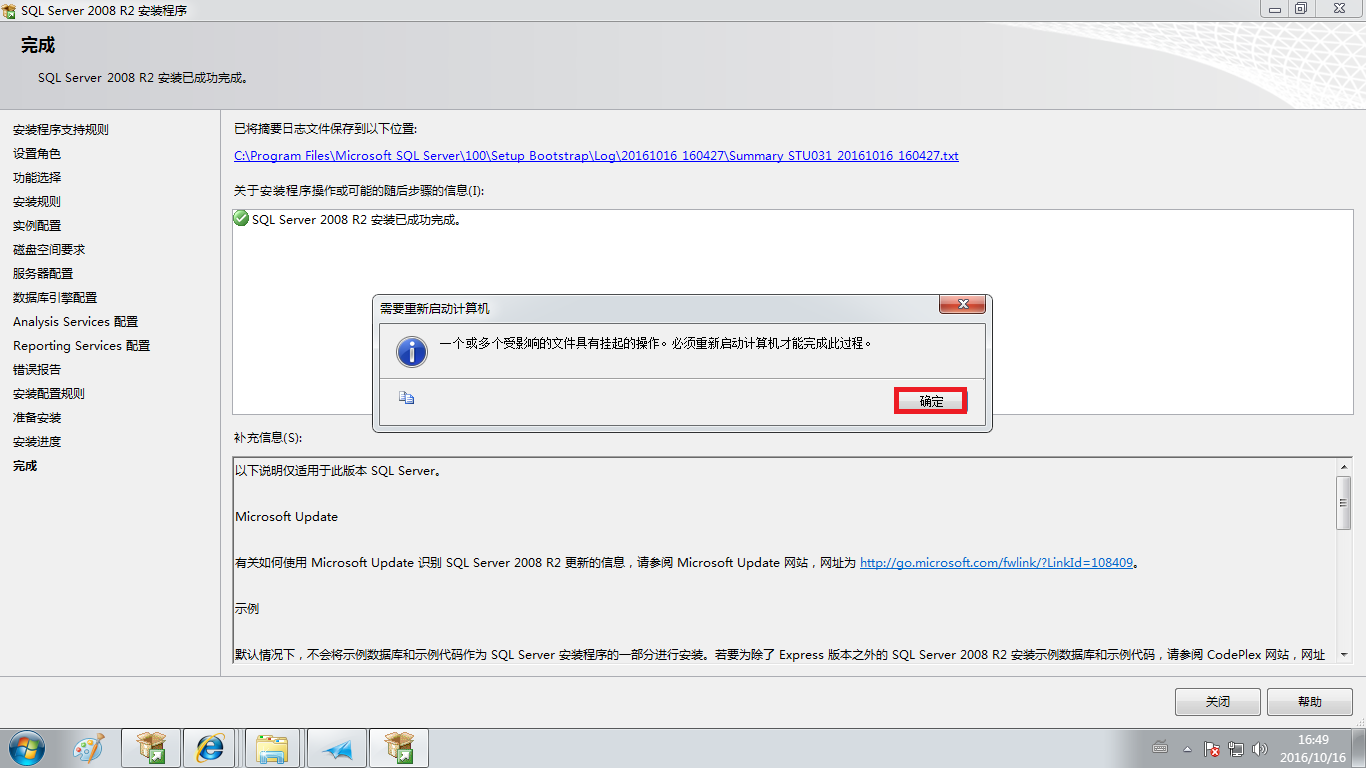 SQL Server 2008 R2 安装程序
完成
SQL Server 2008 R2 安装已成功完成。
安装程序支持规则
设置角色
功能选择
安装规则
实例配置
磁盘空间要求
服务器配置
数据库引擎配置
Analysis Services 配置
Reporting Services 配置
错误报告
安装配置规则
准备安装
安装进度
完成
已将摘要日志文件保存到以下位置:
C:\Program Files\Microsoft SQL Server\100\Setup Bootstrap\Log\20161016_160427\Summary_STU031_20161016_160427.txt
关于安装程序操作或可能的随后步骤的信息(I):
SQL Server 2008 R2 安装已成功完成。
需要重新启动计算机
一个或多个受影响的文件具有挂起的操作。必须重新启动计算机才能完成此过程。
确定
补充信息(S):
以下说明仅适用于此版本 SQL Server。
Microsoft Update
有关如何使用 Microsoft Update 识别 SQL Server 2008 R2 更新的信息，请参阅 Microsoft Update 网站，网址为 http://go.microsoft.com/fwlink/?LinkId=108409。
示例
默认情况下，不会将示例数据库和示例代码作为 SQL Server 安装程序的一部分进行安装。若要为除了 Express 版本之外的 SQL Server 2008 R2 安装示例数据库和示例代码，请参阅 CodePlex 网站，网址
关闭
帮助
16:49
2016/10/16